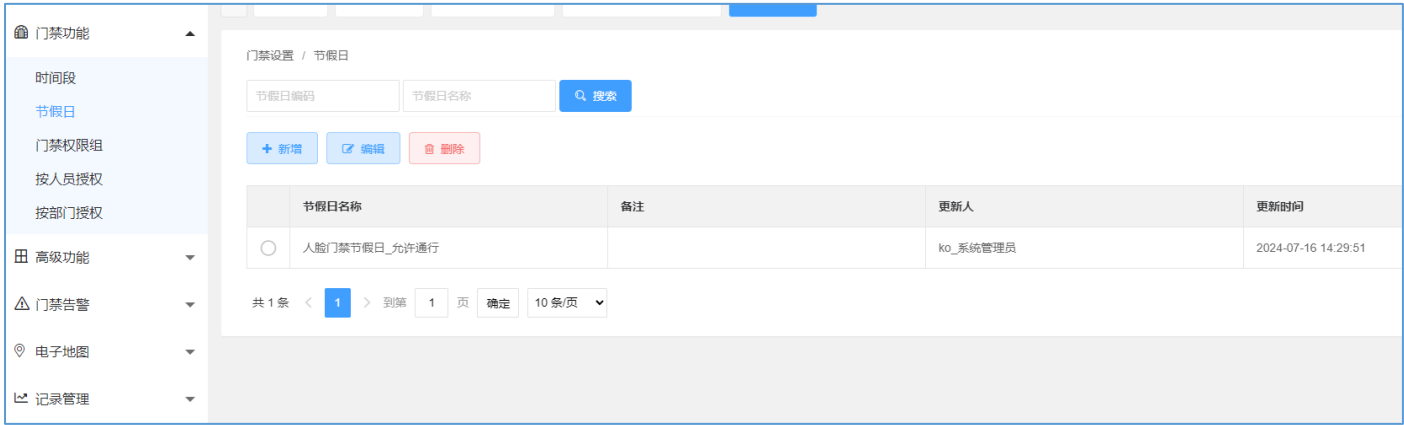 门禁功能
时间段
节假日
门禁权限组
按人员授权
按部门授权
高级功能
门禁告警
电子地图
记录管理
门禁设置 / 节假日
节假日编码 节假日名称 搜索
新增 编辑 删除
节假日名称 备注 更新人 更新时间
人脸门禁节假日_允许通行 ko_系统管理员 2024-07-16 14:29:51
共 1 条 1 到第 1 页 确定 10 条/页